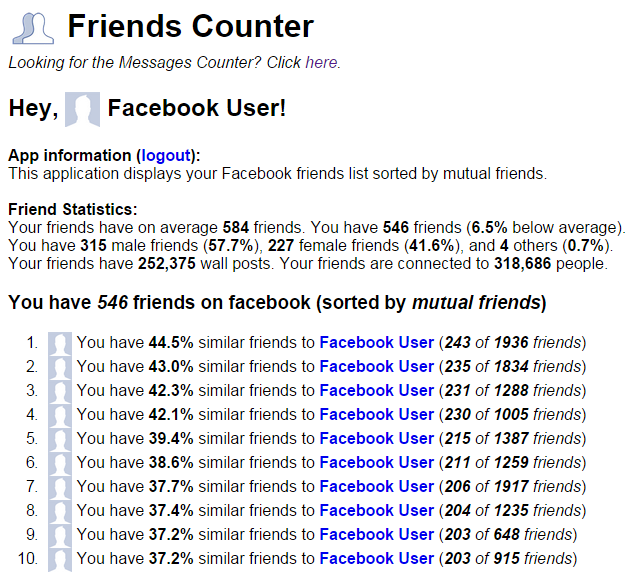 Friends Counter
Looking for the Messages Counter? Click here.
Hey, Facebook User!
App information (logout):
This application displays your Facebook friends list sorted by mutual friends.
Friend Statistics:
Your friends have on average 584 friends. You have 546 friends (6.5% below average).
You have 315 male friends (57.7%), 227 female friends (41.6%), and 4 others (0.7%).
Your friends have 252,375 wall posts. Your friends are connected to 318,686 people.
You have 546 friends on facebook (sorted by mutual friends)
1. You have 44.5% similar friends to Facebook User (243 of 1936 friends)
2. You have 43.0% similar friends to Facebook User (235 of 1834 friends)
3. You have 42.3% similar friends to Facebook User (231 of 1288 friends)
4. You have 42.1% similar friends to Facebook User (230 of 1005 friends)
5. You have 39.4% similar friends to Facebook User (215 of 1387 friends)
6. You have 38.6% similar friends to Facebook User (211 of 1259 friends)
7. You have 37.7% similar friends to Facebook User (206 of 1917 friends)
8. You have 37.4% similar friends to Facebook User (204 of 1235 friends)
9. You have 37.2% similar friends to Facebook User (203 of 648 friends)
10. You have 37.2% similar friends to Facebook User (203 of 915 friends)